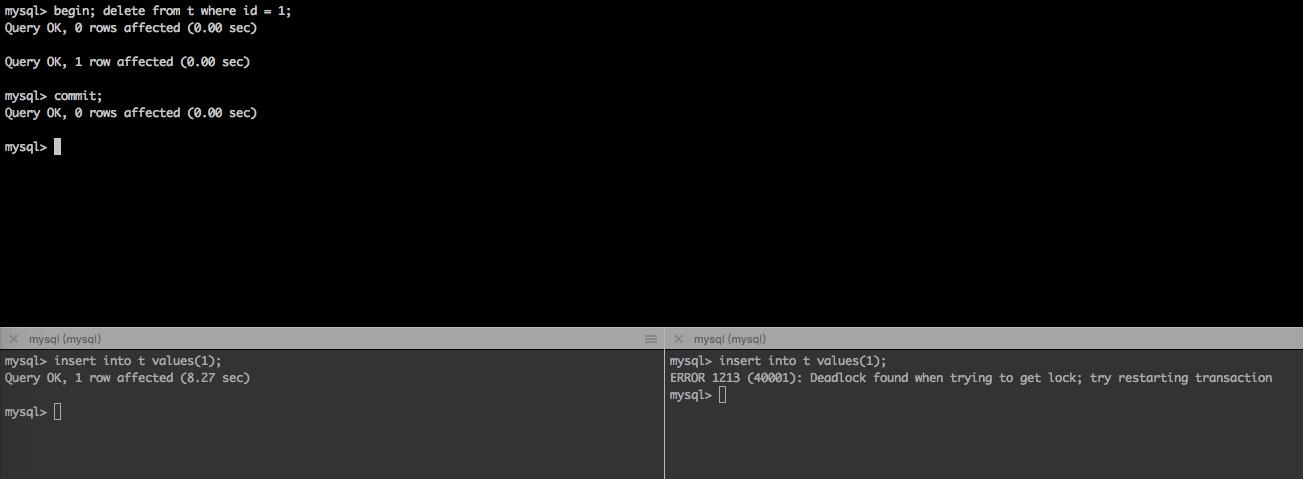 mysql> begin; delete from t where id = 1;
Query OK, 0 rows affected (0.00 sec)
Query OK, 1 row affected (0.00 sec)
mysql> commit;
Query OK, 0 rows affected (0.00 sec)
mysql>
mysql (mysql)
mysql> insert into t values(1);
Query OK, 1 row affected (8.27 sec)
mysql>
mysql (mysql)
mysql> insert into t values(1);
ERROR 1213 (40001): Deadlock found when trying to get lock; try restarting transaction
mysql>